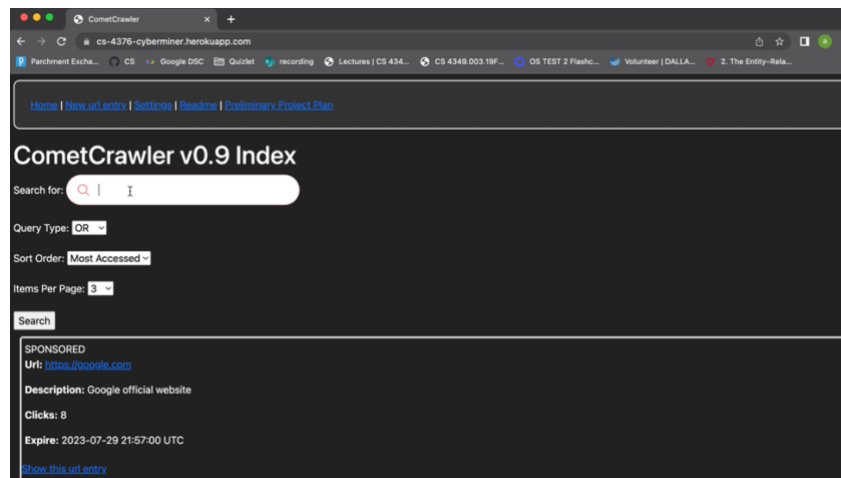 CometCrawler
cs-4376-cyberminer.herokuapp.com
Parchment Excha... CS Google DSC Quizlet recording Lectures | CS 434... CS 4349.003.19F... OS TEST 2 Flashc... Volunteer | DALLA... 2. The Entity-Rela...
Home | New url entry | Settings | Readme | Preliminary Project Plan
CometCrawler v0.9 Index
Search for:
Query Type: OR
Sort Order: Most Accessed
Items Per Page: 3
Search
SPONSORED
Url: https://google.com
Description: Google official website
Clicks: 8
Expire: 2023-07-29 21:57:00 UTC
Show this url entry